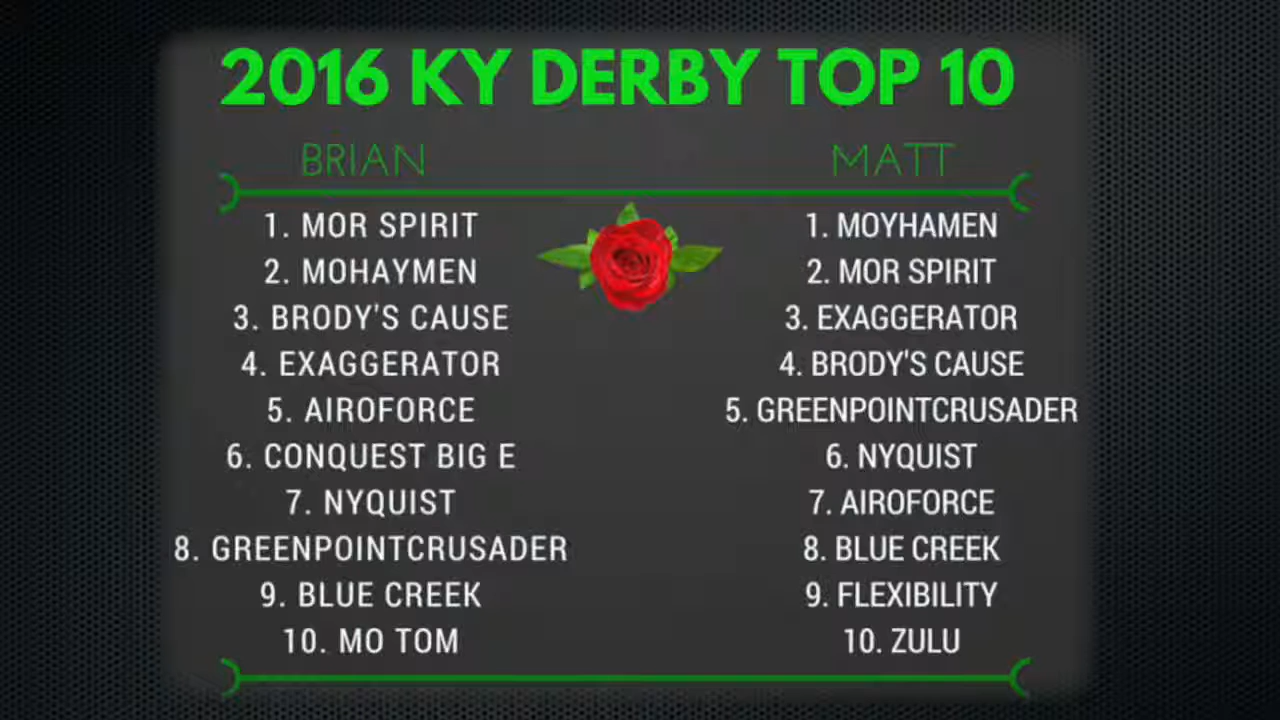 2016 KY DERBY TOP 10
BRIAN
1. MOR SPIRIT
2. MOHAYMEN
3. BRODY'S CAUSE
4. EXAGGERATOR
5. AIROFORCE
6. CONQUEST BIG E
7. NYQUIST
8. GREENPOINTCRUSADER
9. BLUE CREEK
10. MO TOM
MATT
1. MOYHAMEN
2. MOR SPIRIT
3. EXAGGERATOR
4. BRODY'S CAUSE
5. GREENPOINTCRUSADER
6. NYQUIST
7. AIROFORCE
8. BLUE CREEK
9. FLEXIBILITY
10. ZULU